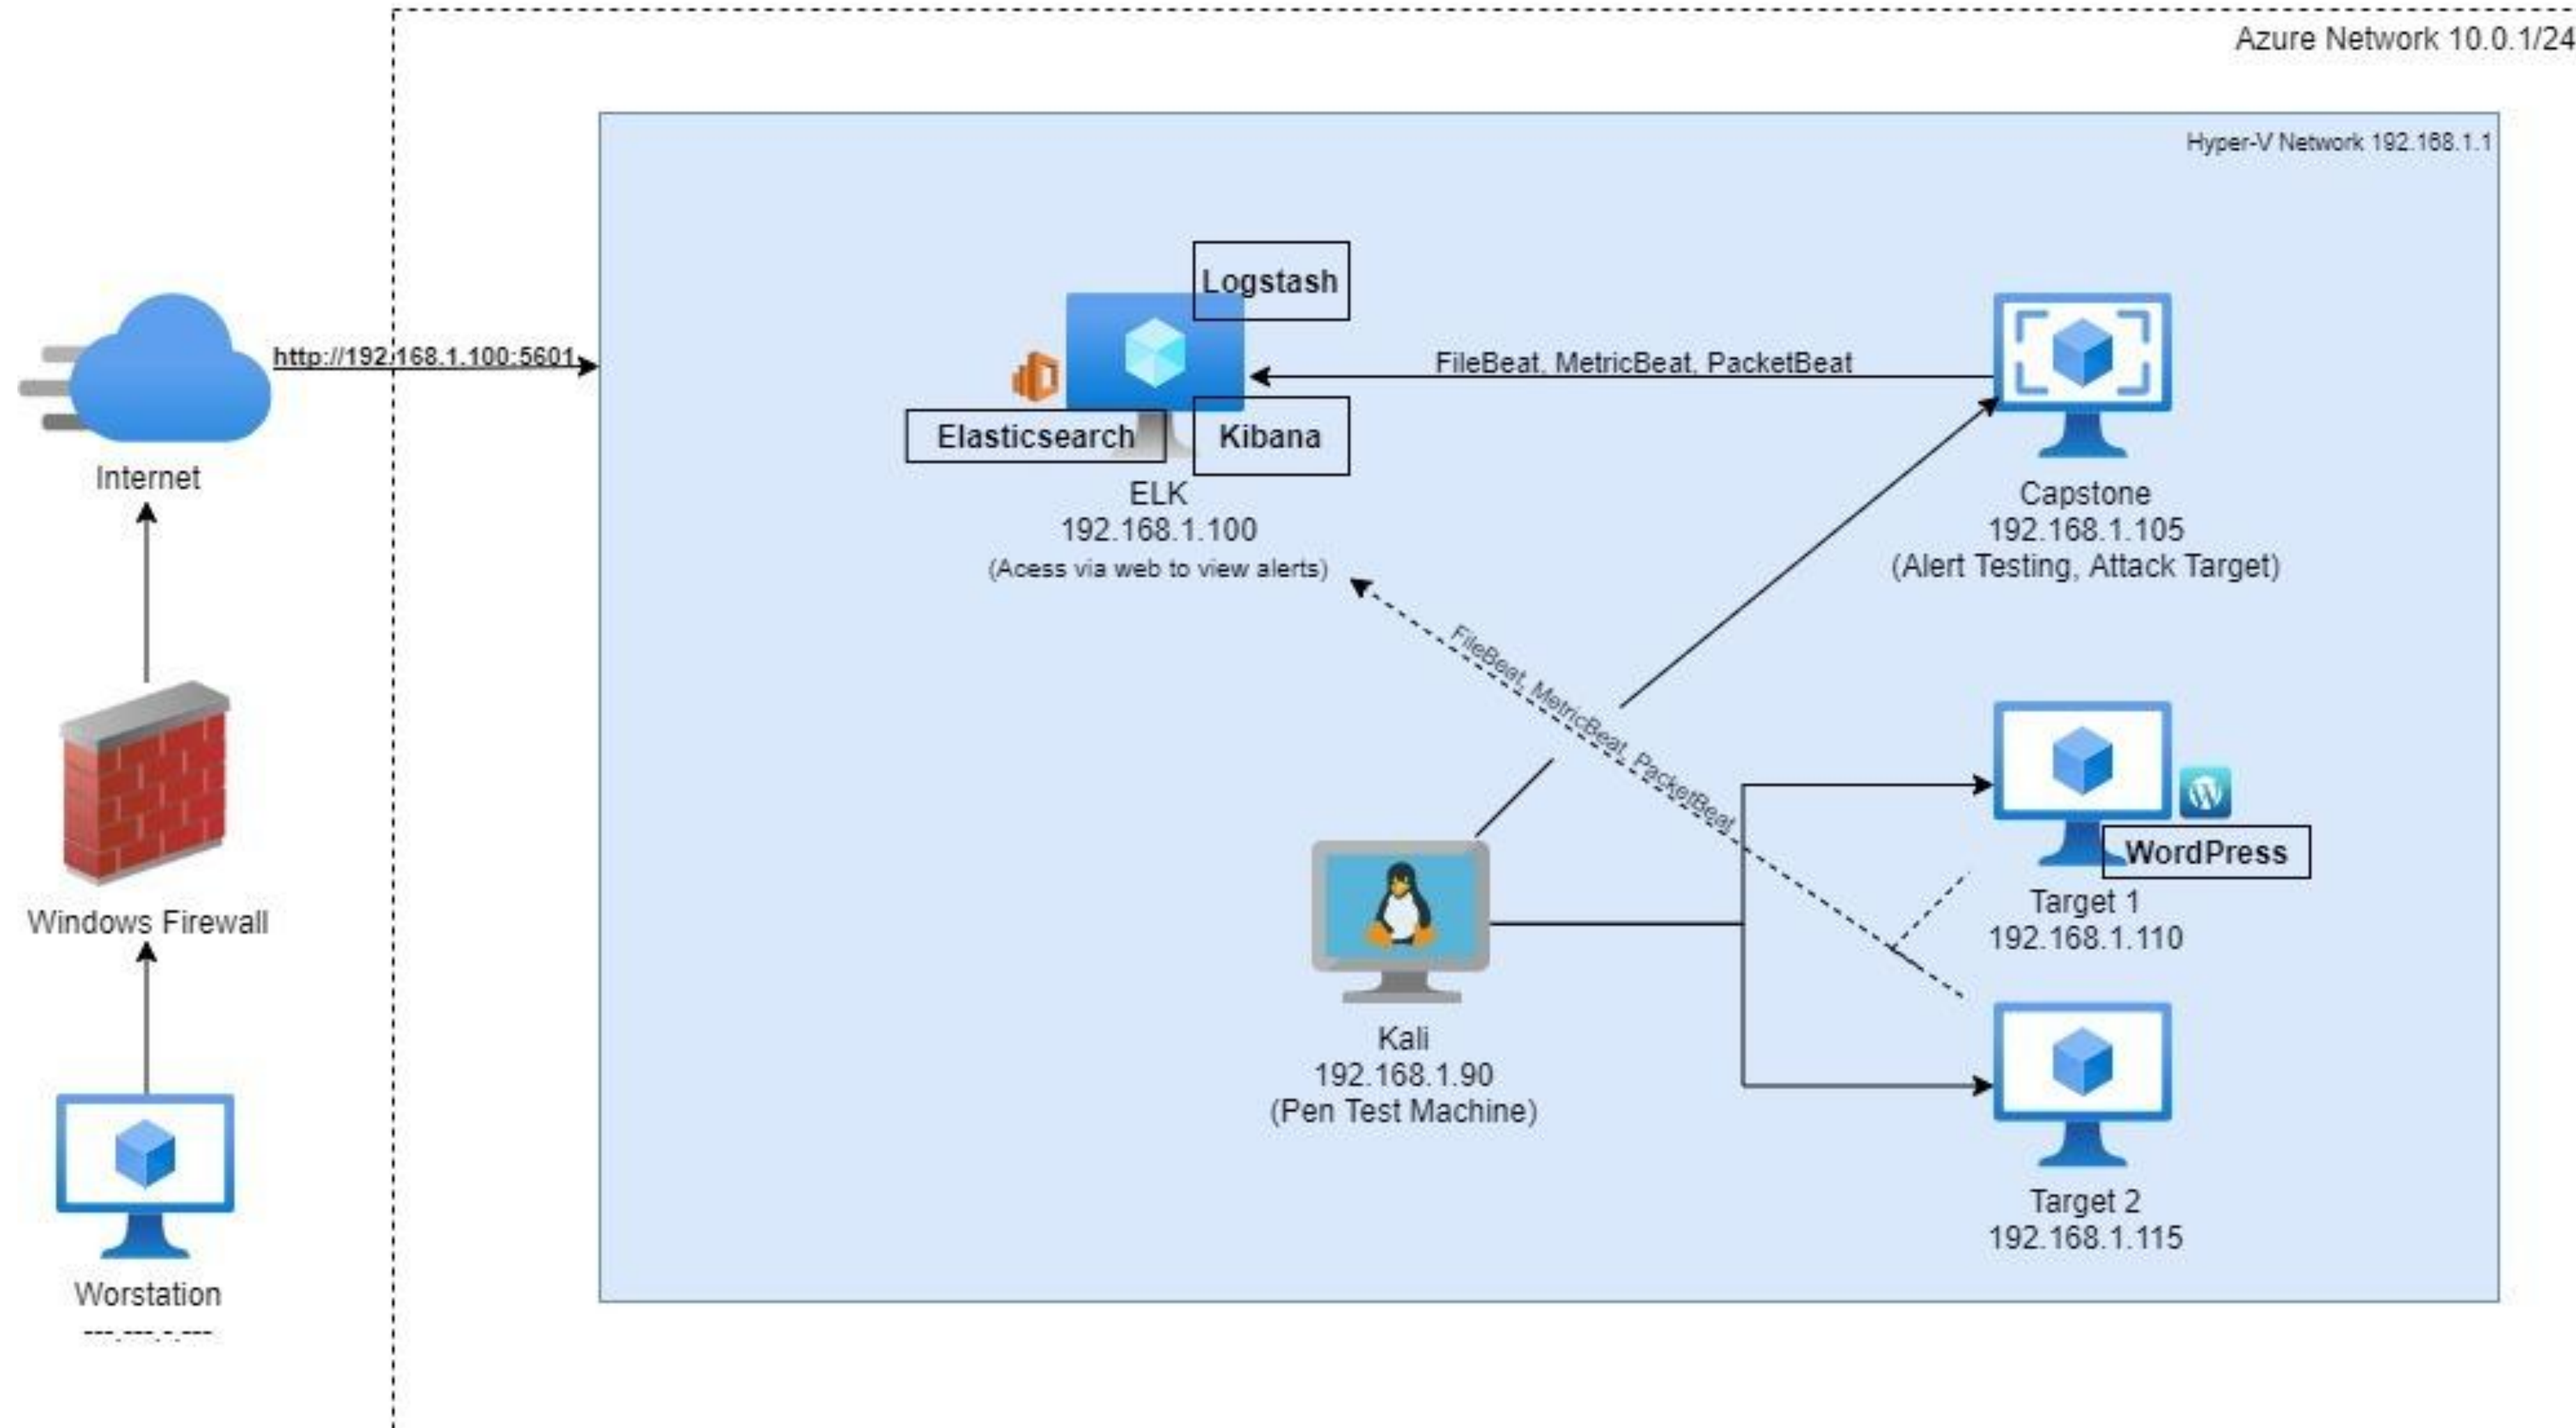 Azure Network 10.0.1/24
Hyper-V Network 192.168.1.1
Logstash
http://192.168.1.100:5601
FileBeat, MetricBeat, PacketBeat
Elasticsearch
Kibana
Internet
ELK
192.168.1.100
(Acess via web to view alerts)
Capstone
192.168.1.105
(Alert Testing, Attack Target)
FileBeat, MetricBeat, PacketBeat
WordPress
Target 1
192.168.1.110
Windows Firewall
Kali
192.168.1.90
(Pen Test Machine)
Target 2
192.168.1.115
Worstation
---.---.-.---